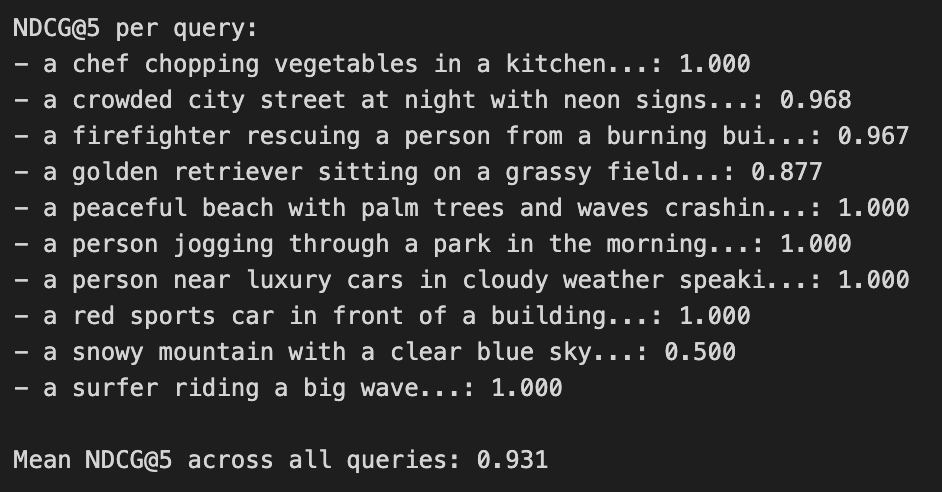 NDCG@5 per query:
- a chef chopping vegetables in a kitchen...: 1.000
- a crowded city street at night with neon signs...: 0.968
- a firefighter rescuing a person from a burning bui...: 0.967
- a golden retriever sitting on a grassy field...: 0.877
- a peaceful beach with palm trees and waves crashin...: 1.000
- a person jogging through a park in the morning...: 1.000
- a person near luxury cars in cloudy weather speaki...: 1.000
- a red sports car in front of a building...: 1.000
- a snowy mountain with a clear blue sky...: 0.500
- a surfer riding a big wave...: 1.000
Mean NDCG@5 across all queries: 0.931